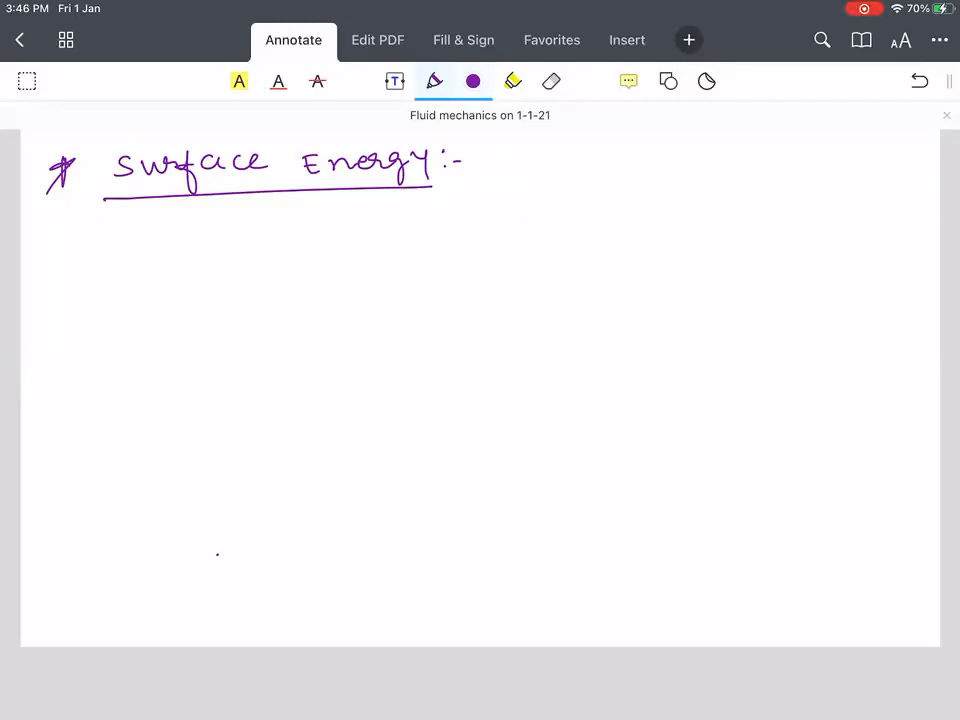 3:46 PM Fri 1 Jan 70%
Annotate Edit PDF Fill & Sign Favorites Insert
A A A T AA
Fluid mechanics on 1-1-21
* Surface Energy:-